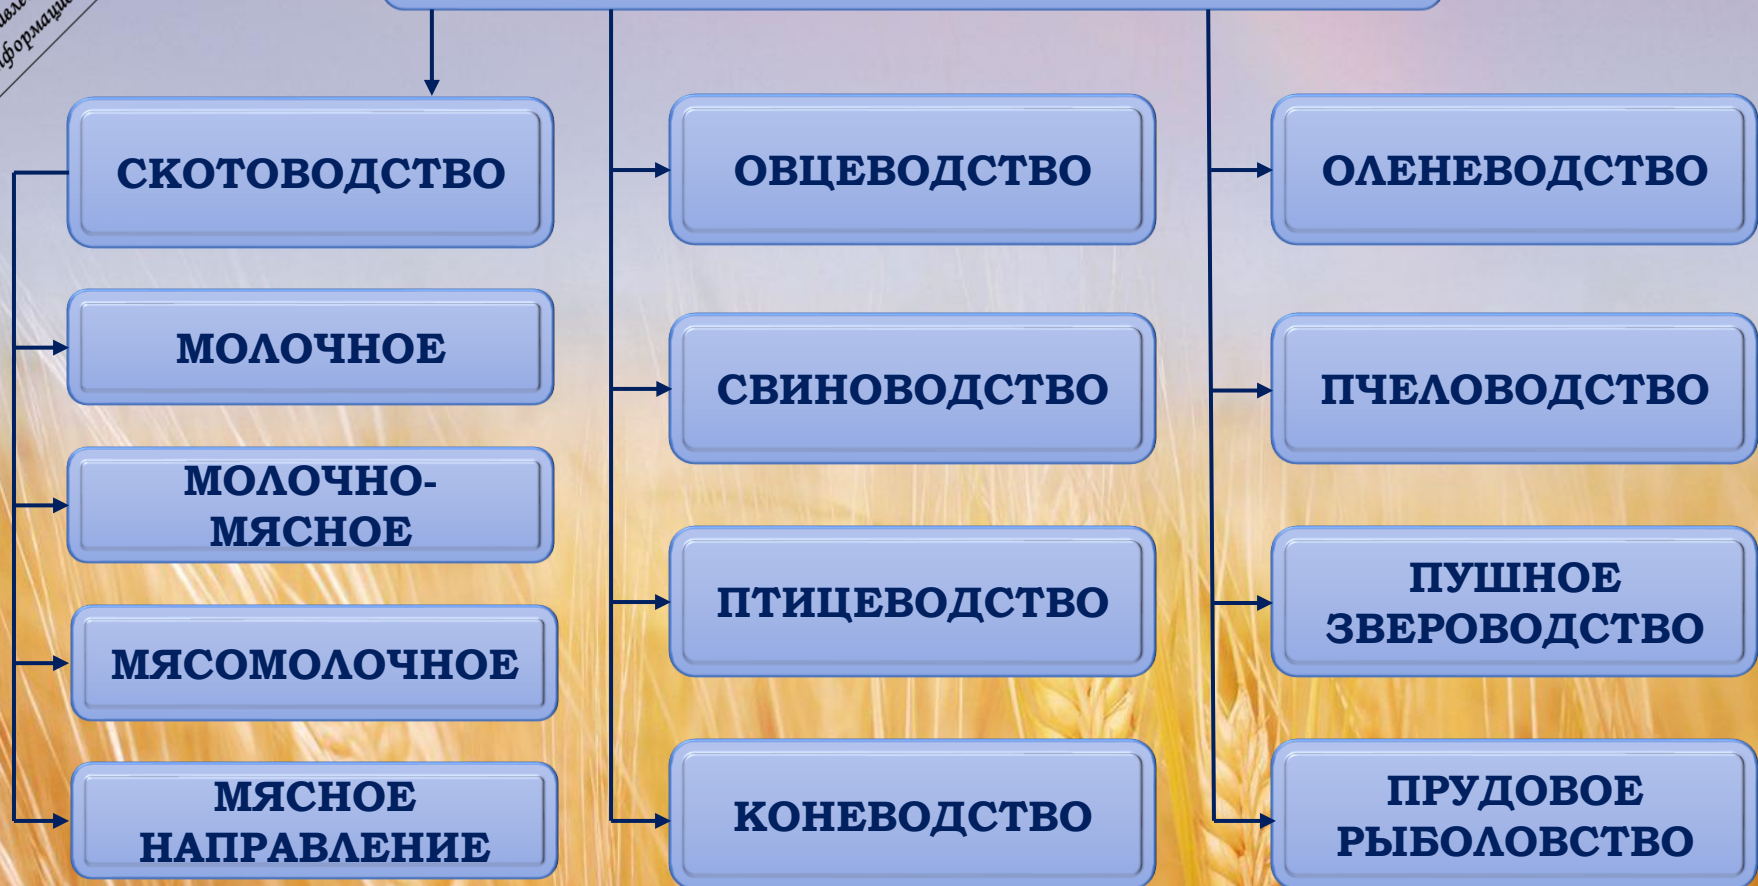 СКОТОВОДСТВО
МОЛОЧНОЕ
МОЛОЧНО-
МЯСНОЕ
МЯСОМОЛОЧНОЕ
МЯСНОЕ
НАПРАВЛЕНИЕ
ОВЦЕВОДСТВО
СВИНОВОДСТВО
ПТИЦЕВОДСТВО
КОНЕВОДСТВО
ОЛЕНЕВОДСТВО
ПЧЕЛОВОДСТВО
ПУШНОЕ
ЗВЕРОВОДСТВО
ПРУДОВОЕ
РЫБОЛОВСТВО